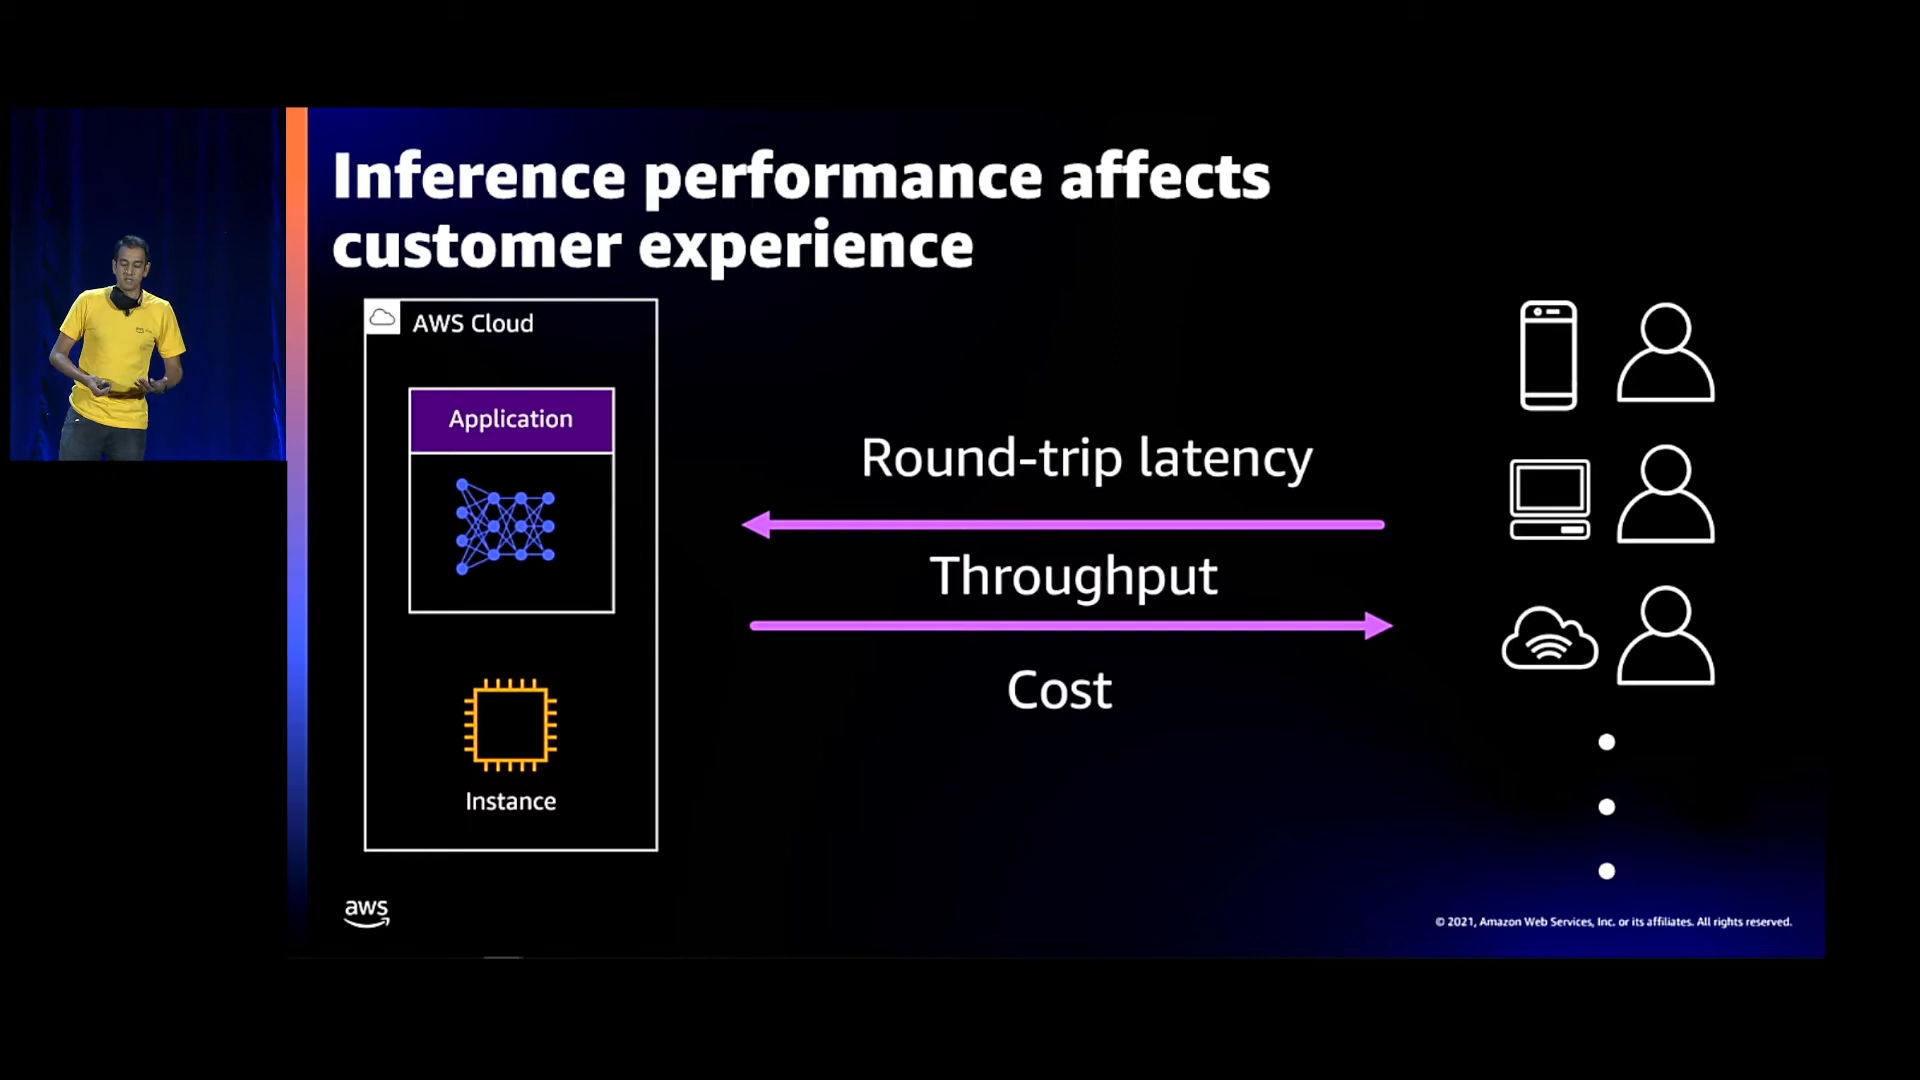 Inference performance affects
customer experience
AWS Cloud
Application
Instance
Round-trip latency
Throughput
Cost
aws
© 2021, Amazon Web Services, Inc. or its affiliates. All rights reserved.